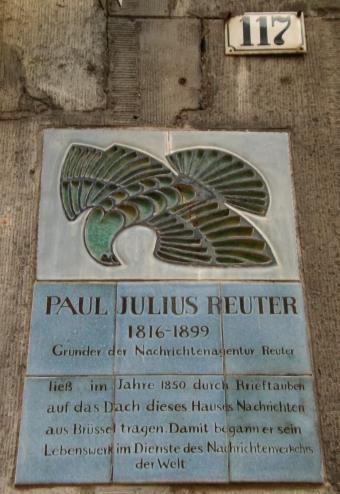 117
PAUL JULIUS REUTER
1816-1899
Gründer der Nachrichtenagentur Reuter
ließ im Jahre 1850 durch Brieftauben
auf das Dach dieses Hauses Nachrichten
aus Brüssel tragen. Damit begann er sein
Lebenswerk im Dienste des Nachrichtenverkehrs
der Welt